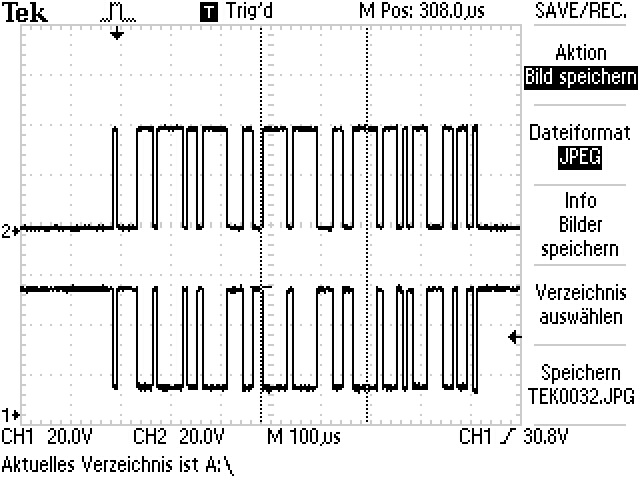 Tek T Trig'd M Pos: 308.0µs SAVE/REC.
Aktion
Bild speichern
Dateiformat
JPEG
Info
Bilder
speichern
2
Verzeichnis
auswählen
Speichern
TEK0032.JPG
1
CH1 20.0V CH2 20.0V M 100µs CH1 30.8V
Aktuelles Verzeichnis ist A:\